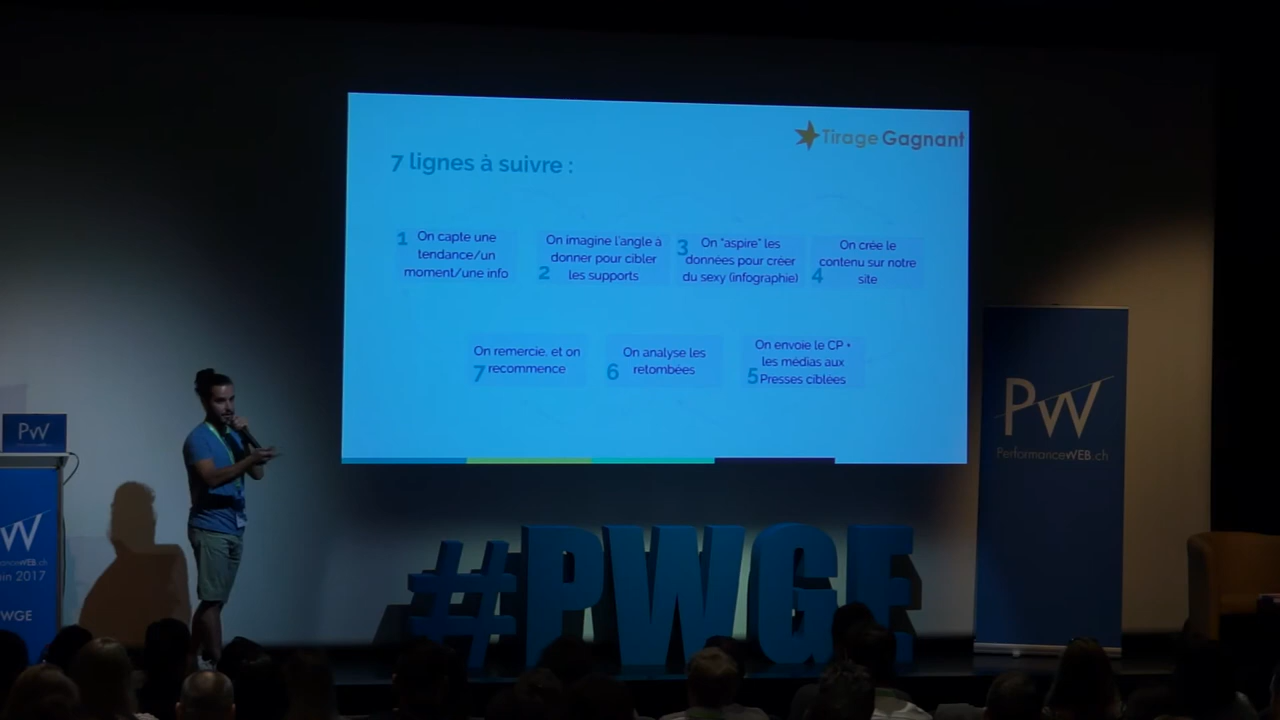 Tirage Gagnant
7 lignes à suivre :
1 On capte une
tendance/un
moment/une info
On imagine l'angle à
donner pour cibler
2 les supports
3 On "aspire" les
données pour créer
du sexy (infographie)
On crée le
contenu sur notre
4 site
On remercie, et on
7 recommence
On analyse les
6 retombées
On envoie le CP +
les médias aux
5 Presses ciblées
PW
PW
PerformanceWEB.ch
W
WEB.ch
in 2017
WGE
#PWGE